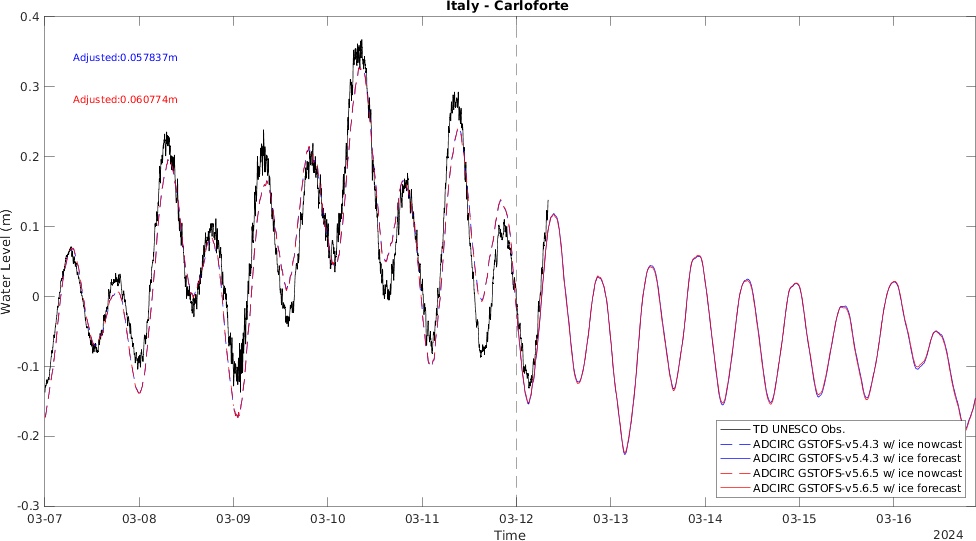 Italy - Carloforte
Adjusted:0.057837m
Adjusted:0.060774m
Water Level (m)
0.4
0.3
0.2
0.1
0
-0.1
-0.2
-0.3
TD UNESCO Obs.
ADCIRC GSTOFS-v5.4.3 w/ ice nowcast
ADCIRC GSTOFS-v5.4.3 w/ ice forecast
ADCIRC GSTOFS-v5.6.5 w/ ice nowcast
ADCIRC GSTOFS-v5.6.5 w/ ice forecast
03-07 03-08 03-09 03-10 03-11 03-12 03-13 03-14 03-15 03-16
Time
2024